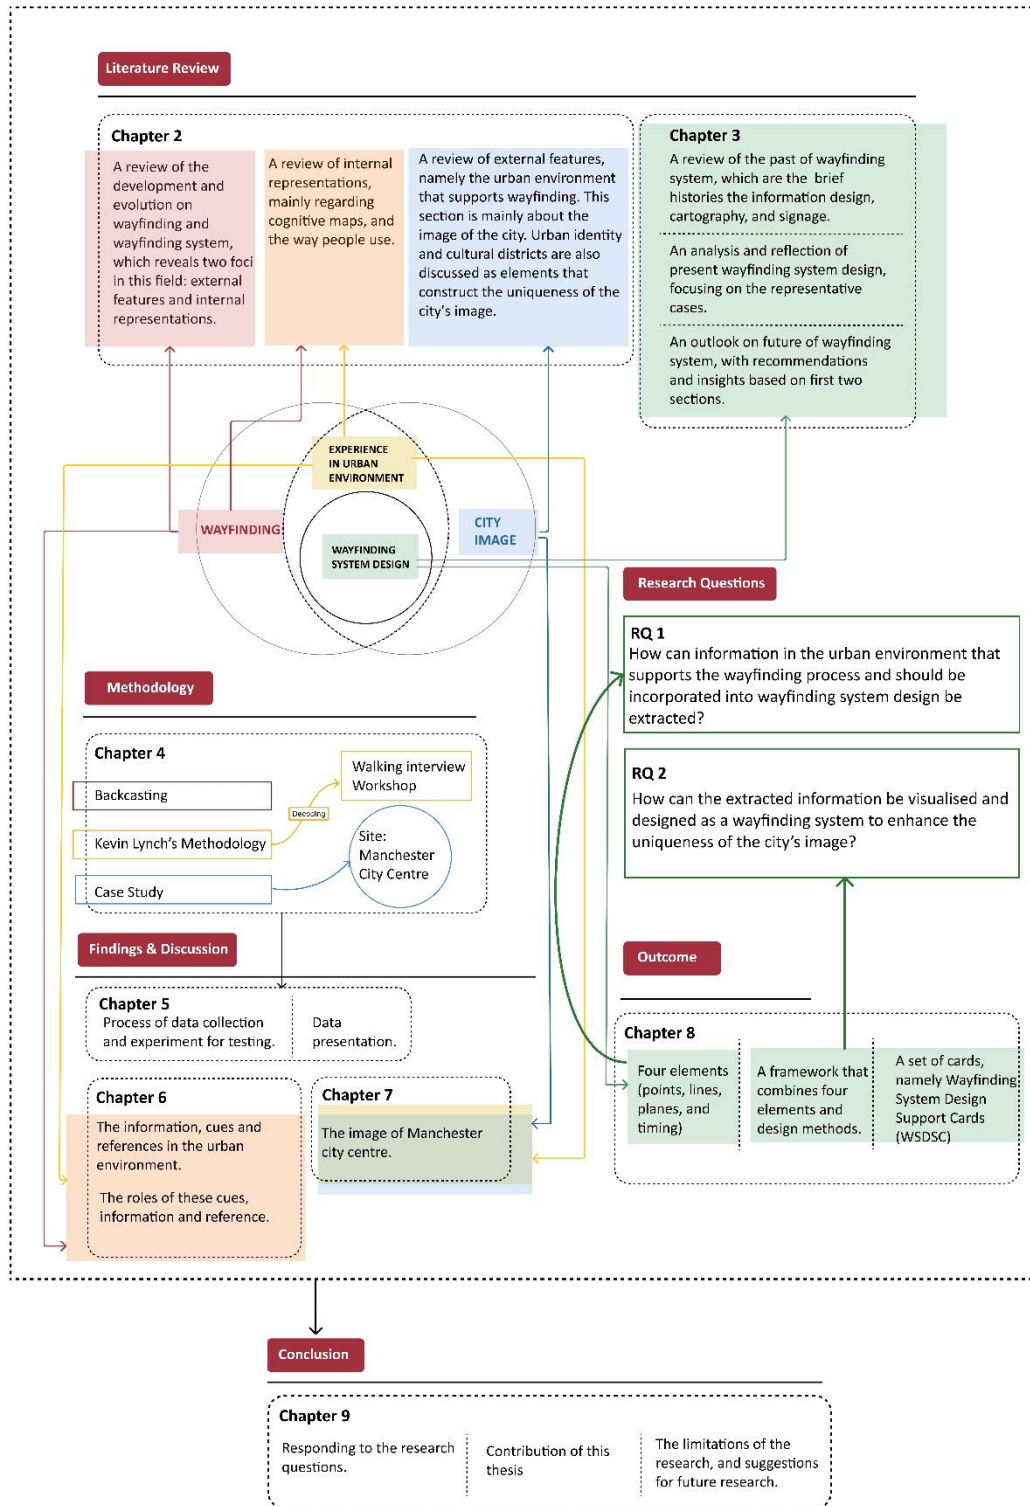 Literature Review
Chapter 2
A review of the
development and
evolution on
wayfinding and
wayfinding system,
which reveals two foci
in this field: external
features and internal
representations.
A review of internal
representations,
mainly regarding
cognitive maps, and
the way people use.
A review of external features,
namely the urban environment
that supports wayfinding. This
section is mainly about the
image of the city. Urban identity
and cultural districts are also
discussed as elements that
construct the uniqueness of the
city's image.
Chapter 3
A review of the past of wayfinding
system, which are the brief
histories the information design,
cartography, and signage.
An analysis and reflection of
present wayfinding system design,
focusing on the representative
cases.
An outlook on future of wayfinding
system, with recommendations
and insights based on first two
sections.
EXPERIENCE
IN URBAN
ENVIRONMENT
WAYFINDING
CITY
IMAGE
WAYFINDING
SYSTEM DESIGN
Research Questions
RQ 1
How can information in the urban environment that
supports the wayfinding process and should be
incorporated into wayfinding system design be
extracted?
RQ 2
How can the extracted information be visualised and
designed as a wayfinding system to enhance the
uniqueness of the city's image?
Methodology
Chapter 4
Backcasting
Kevin Lynch's Methodology
Case Study
Decoding
Walking interview
Workshop
Site:
Manchester
City Centre
Findings & Discussion
Chapter 5
Process of data collection
and experiment for testing.
Data
presentation.
Chapter 6
The information, cues and
references in the urban
environment.
The roles of these cues,
information and reference.
Chapter 7
The image of Manchester
city centre.
Outcome
Chapter 8
Four elements
(points, lines,
planes, and
timing)
A framework that
combines four
elements and
design methods.
A set of cards,
namely Wayfinding
System Design
Support Cards
(WSDSC)
Conclusion
Chapter 9
Responding to the research
questions.
Contribution of this
thesis
The limitations of the
research, and suggestions
for future research.